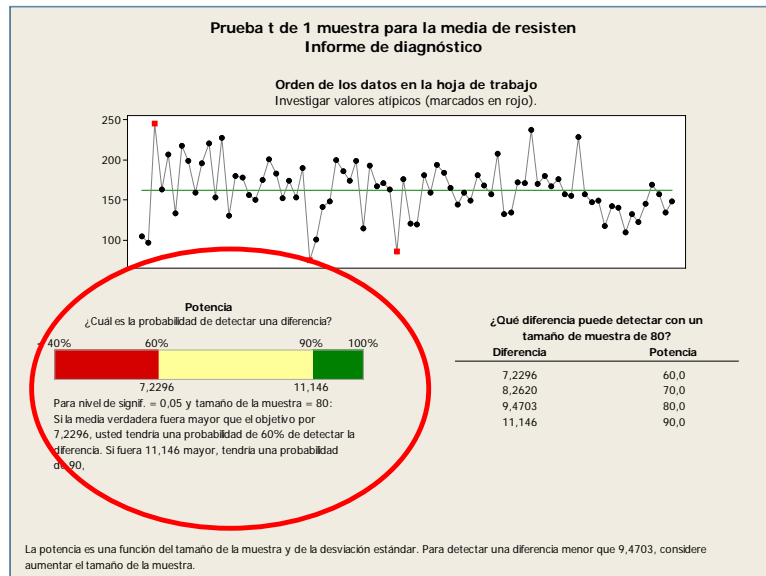 Prueba t de 1 muestra para la media de resisten
Informe de diagnóstico
Orden de los datos en la hoja de trabajo
Investigar valores atípicos (marcados en rojo).
250
200
150
100
Potencia
¿Cuál es la probabilidad de detectar una diferencia?
< 40% 60% 90% 100%
7,2296 11,146
Para nivel de signif. = 0,05 y tamaño de la muestra = 80:
Si la media verdadera fuera mayor que el objetivo por
7,2296, usted tendría una probabilidad de 60% de detectar la
diferencia. Si fuera 11,146 mayor, tendría una probabilidad
de 90,
¿Qué diferencia puede detectar con un
tamaño de muestra de 80?
Diferencia Potencia
7,2296 60,0
8,2620 70,0
9,4703 80,0
11,146 90,0
La potencia es una función del tamaño de la muestra y de la desviación estándar. Para detectar una diferencia menor que 9,4703, considere
aumentar el tamaño de la muestra.